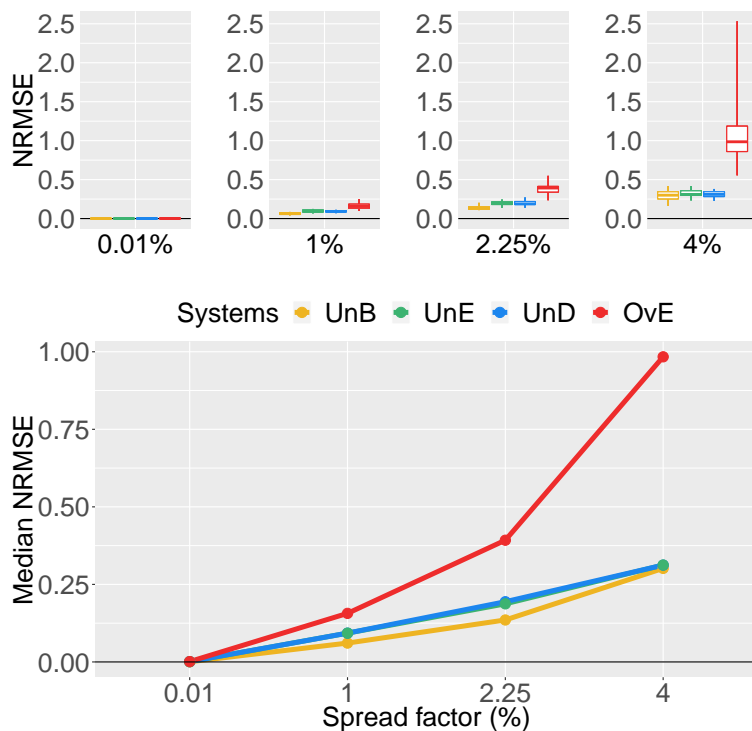 2.5 2.5 2.5 2.5
2.0 2.0 2.0 2.0
1.5 1.5 1.5 1.5
1.0 1.0 1.0 1.0
0.5 0.5 0.5 0.5
0.0 0.0 0.0 0.0
NRMSE
0.01% 1% 2.25% 4%
Systems UnB UnE UnD OvE
1.00
0.75
0.50
0.25
0.00
Median NRMSE
0.01 1 2.25 4
Spread factor (%)